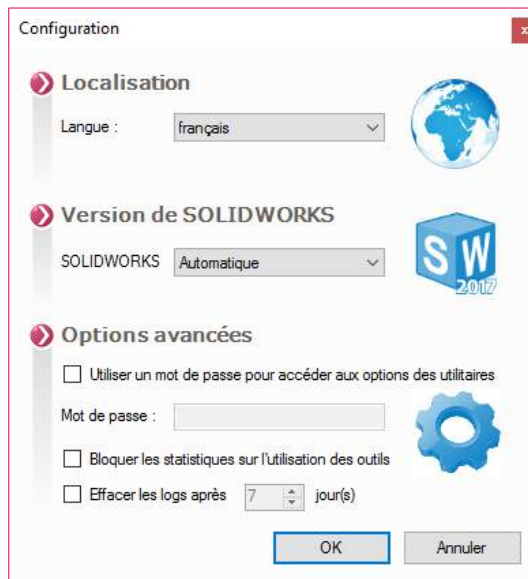 Configuration
x
Localisation
Langue :
français
Version de SOLIDWORKS
SOLIDWORKS
Automatique
S W
2017
Options avancées
Utiliser un mot de passe pour accéder aux options des utilitaires
Mot de passe :
Bloquer les statistiques sur l'utilisation des outils
Effacer les logs après 7 jour(s)
OK
Annuler